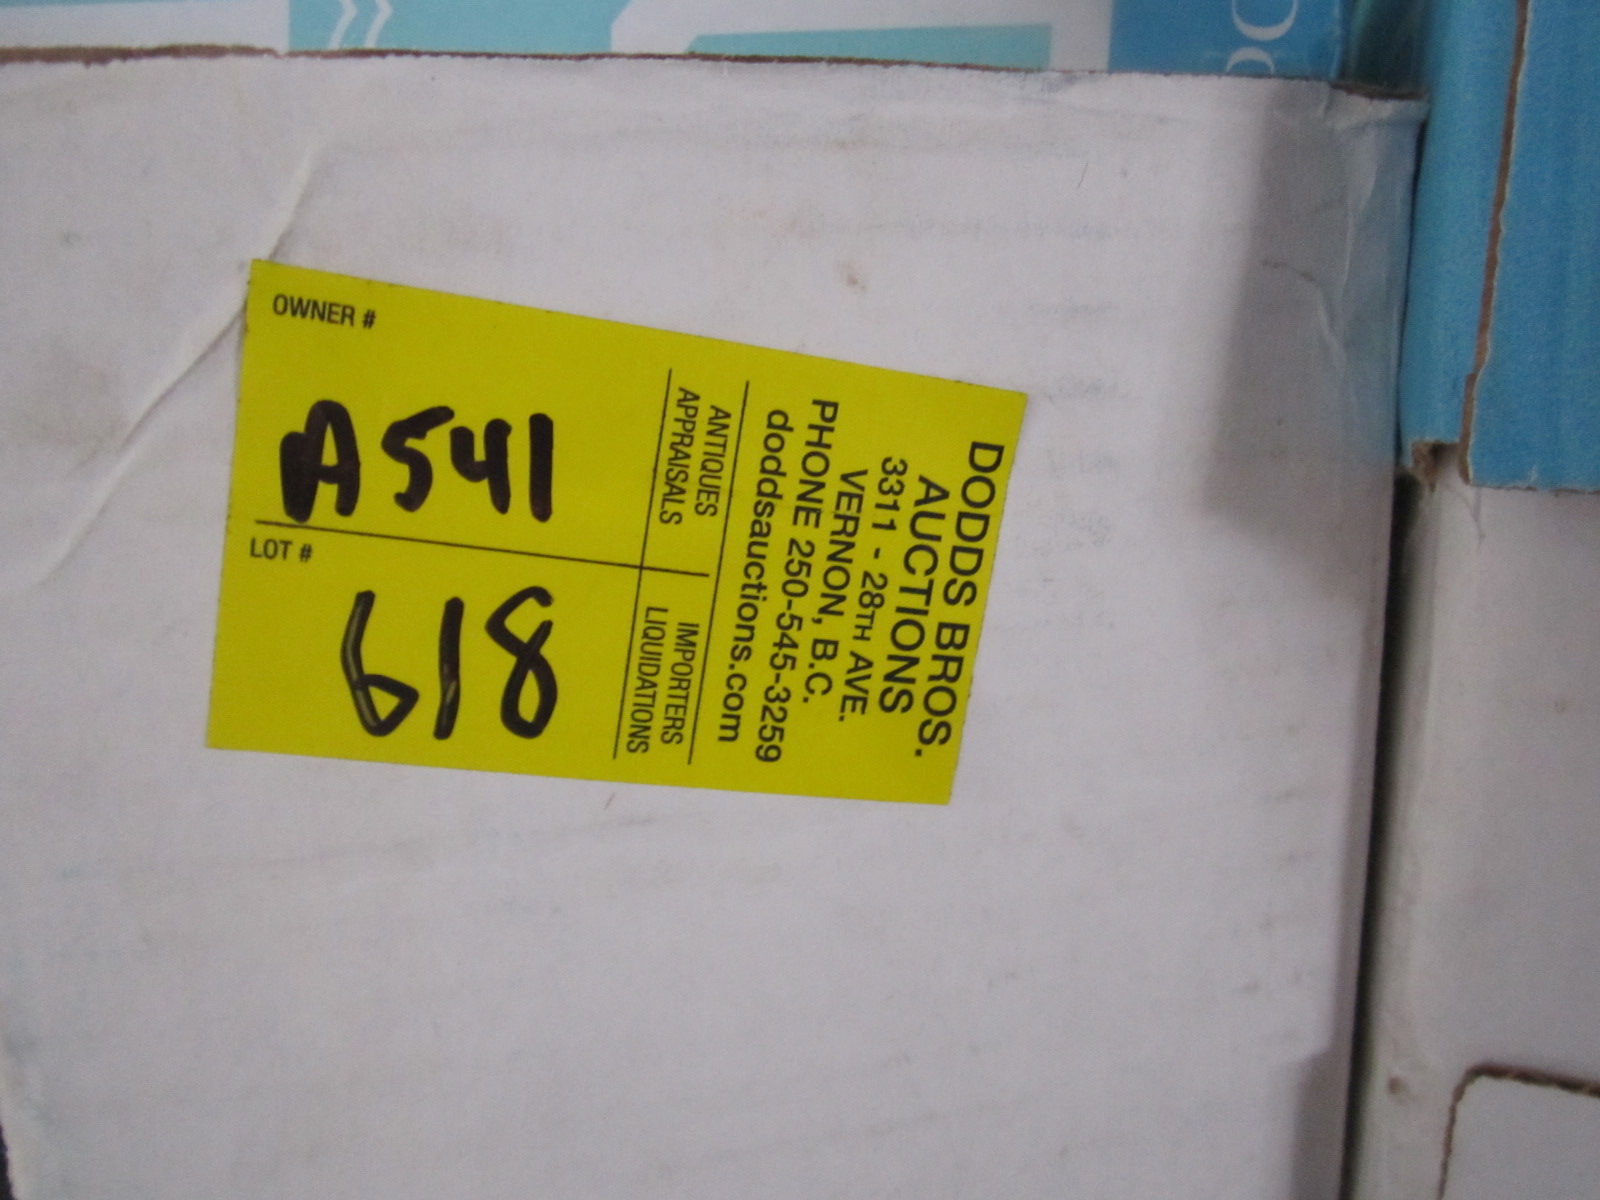 OWNER #
A541
LOT #
618
ANTIQUES
APPRAISALS
IMPORTERS
LIQUIDATIONS
DODDS BROS.
AUCTIONS
3311 - 28TH AVE.
VERNON, B.C.
PHONE 250-545-3259
doddsauctions.com